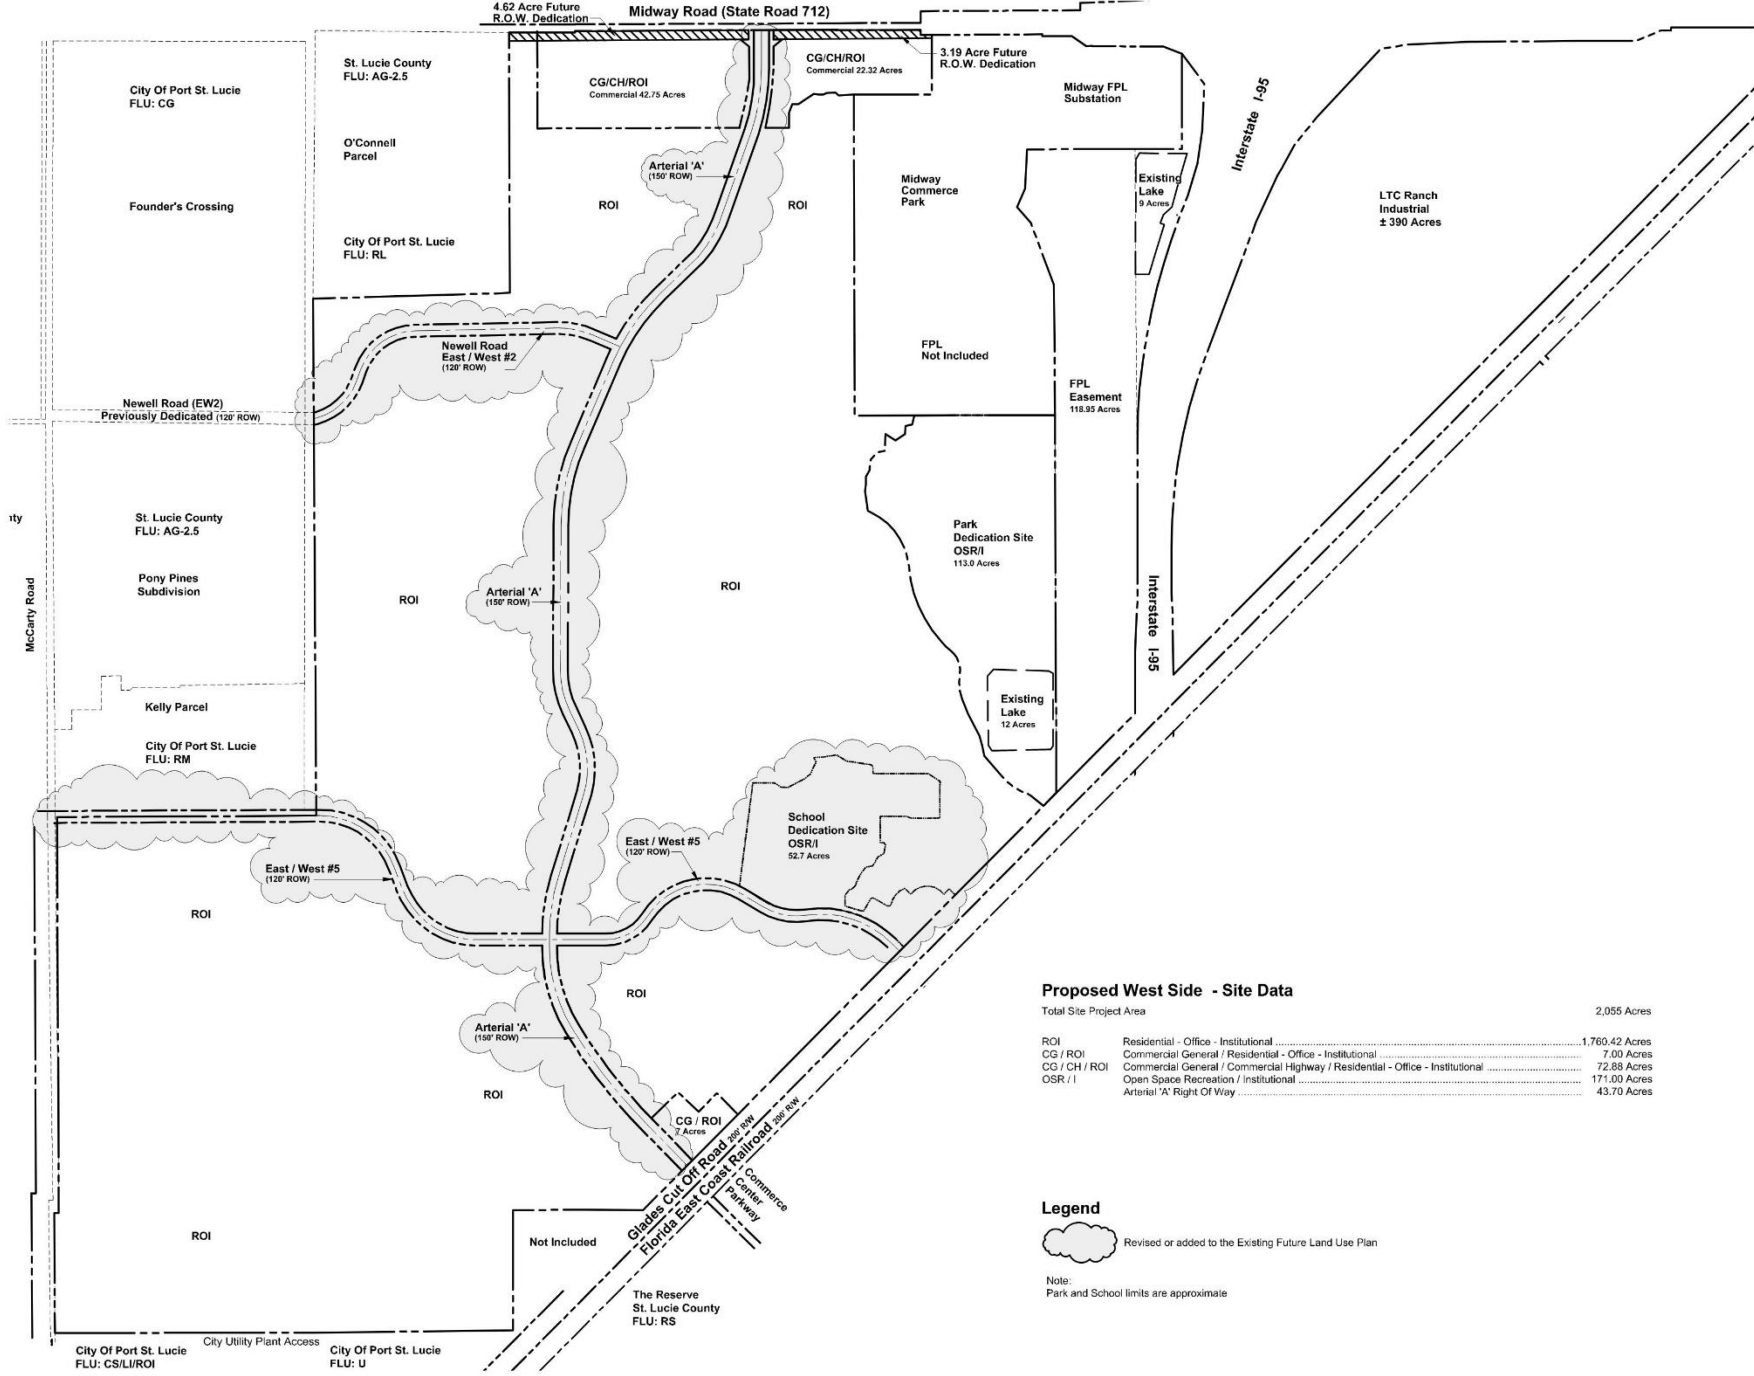 4.62 Acre Future
R.O.W. Dedication
Midway Road (State Road 712)
3.19 Acre Future
R.O.W. Dedication
City Of Port St. Lucie
FLU: CG
St. Lucie County
FLU: AG-2.5
CG/CH/ROI
Commercial 42.75 Acres
CG/CH/ROI
Commercial 22.32 Acres
Midway FPL
Substation
Interstate I-95
O'Connell
Parcel
Founder's Crossing
Arterial 'A'
(150' ROW)
ROI
ROI
Midway
Commerce
Park
Existing
Lake
9 Acres
LTC Ranch
Industrial
± 390 Acres
City Of Port St. Lucie
FLU: RL
Newell Road
East / West #2
(120' ROW)
FPL
Not Included
FPL
Easement
118.95 Acres
Newell Road (EW2)
Previously Dedicated (120' ROW)
nty
St. Lucie County
FLU: AG-2.5
Park
Dedication Site
OSR/I
113.0 Acres
McCarty Road
Pony Pines
Subdivision
ROI
Arterial 'A'
(150' ROW)
ROI
Interstate I-95
Kelly Parcel
Existing
Lake
12 Acres
City Of Port St. Lucie
FLU: RM
School
Dedication Site
OSR/I
52.7 Acres
East / West #5
(120' ROW)
East / West #5
(120' ROW)
ROI
ROI
Arterial 'A'
(150' ROW)
ROI
CG / ROI
7 Acres
Glades Cut Off Road 200' R/W
Florida East Coast Railroad 200' R/W
Commerce
Center
Parkway
ROI
Not Included
The Reserve
St. Lucie County
FLU: RS
City Utility Plant Access
City Of Port St. Lucie
FLU: CS/LI/ROI
City Of Port St. Lucie
FLU: U
Proposed West Side - Site Data
Total Site Project Area 2,055 Acres
ROI Residential - Office - Institutional 1,760.42 Acres
CG / ROI Commercial General / Residential - Office - Institutional 7.00 Acres
CG / CH / ROI Commercial General / Commercial Highway / Residential - Office - Institutional 72.88 Acres
OSR / I Open Space Recreation / Institutional 171.00 Acres
Arterial 'A' Right Of Way 43.70 Acres
Legend
Revised or added to the Existing Future Land Use Plan
Note:
Park and School limits are approximate